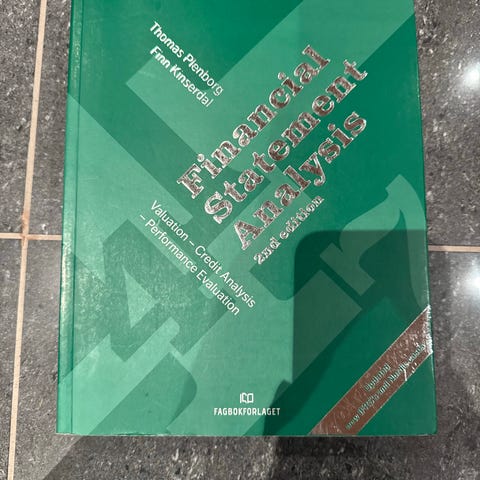 Thomas Plenborg
Finn Kinserdal
Financial
Statement
Analysis
2nd edition
Valuation – Credit Analysis
– Performance Evaluation
FAGBOKFORLAGET